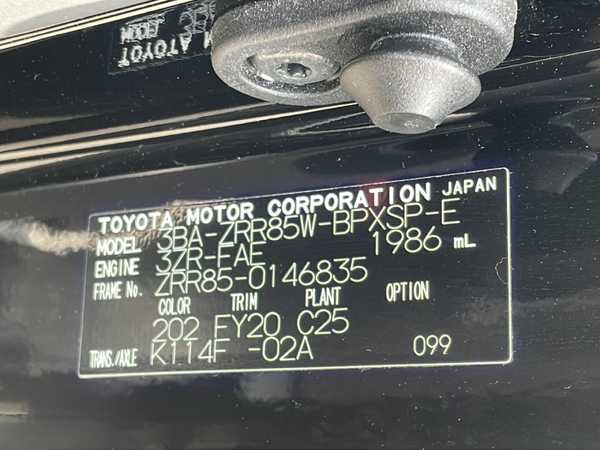 TOYOTA MOTOR CORPORATION JAPAN
MODEL 3BA-ZRR85W-BPXSP-E
ENGINE 3ZR-FAE 1986 mL
FRAME No. ZRR85-0146835
COLOR TRIM PLANT OPTION
202 FY20 C25
TRANS./AXLE K114F -02A 099